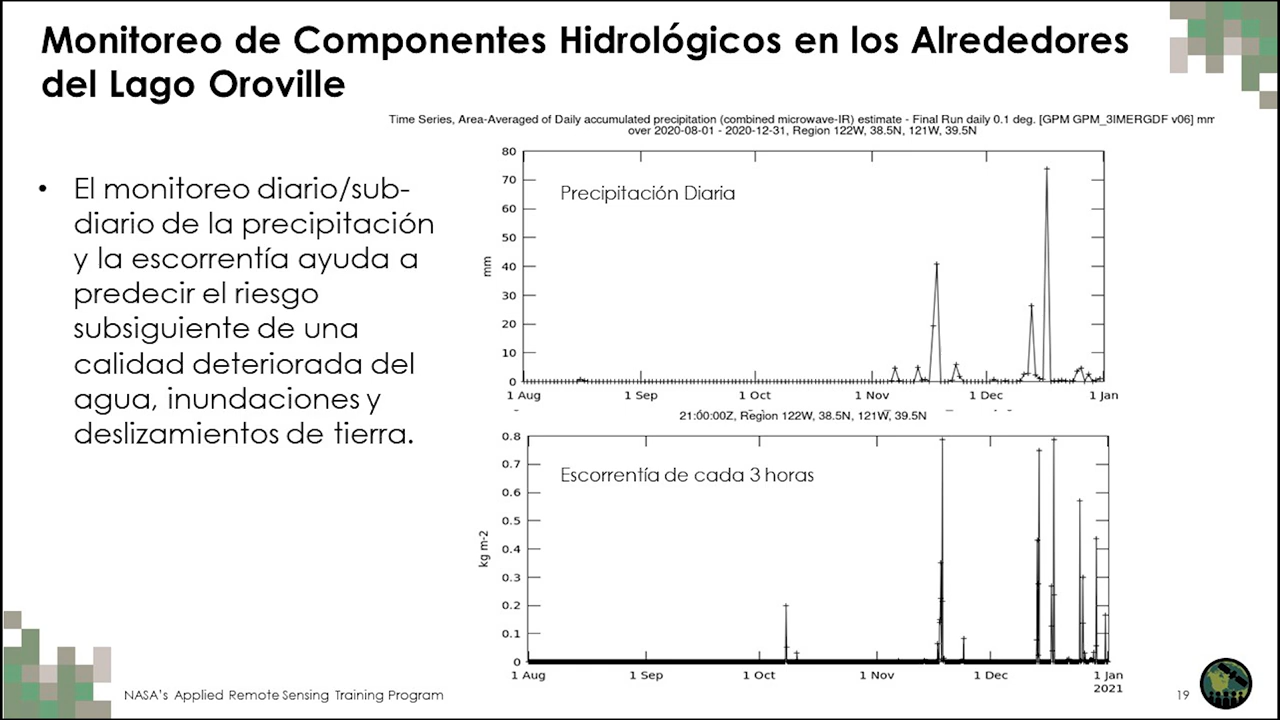 Monitoreo de Componentes Hidrológicos en los Alrededores
del Lago Oroville
• El monitoreo diario/sub-
diario de la precipitación
y la escorrentía ayuda a
predecir el riesgo
subsiguiente de una
calidad deteriorada del
agua, inundaciones y
deslizamientos de tierra.
Time Series, Area-Averaged of Daily accumulated precipitation (combined microwave-IR) estimate - Final Run daily 0.1 deg. [GPM GPM_3IMERGDF v06] mm
over 2020-08-01 - 2020-12-31, Region 122W, 38.5N, 121W, 39.5N
Precipitación Diaria
mm
80
70
60
50
40
30
20
10
0
1 Aug 1 Sep 1 Oct 1 Nov 1 Dec 1 Jan
21:00:00Z, Region 122W, 38.5N, 121W, 39.5N
Escorrentía de cada 3 horas
kg m-2
0.8
0.7
0.6
0.5
0.4
0.3
0.2
0.1
0
1 Aug 1 Sep 1 Oct 1 Nov 1 Dec 1 Jan
2021
NASA's Applied Remote Sensing Training Program
19